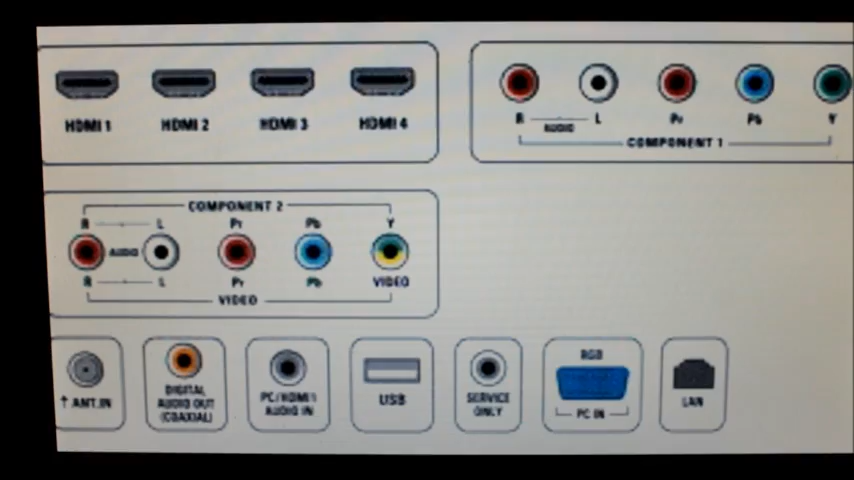 HDMI 1 HDMI 2 HDMI 3 HDMI 4
R L Pr Pb Y
AUDIO
COMPONENT 1
COMPONENT 2
R L Pr Pb Y
AUDIO
R L Pr Pb VIDEO
VIDEO
↑ ANT.IN
DIGITAL
AUDIO OUT
(COAXIAL)
PC/HDMI1
AUDIO IN
USB
SERVICE
ONLY
RGB
PC IN
LAN